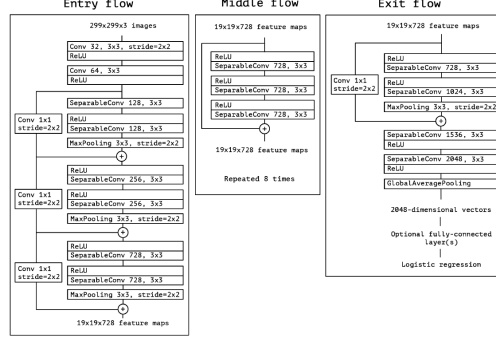 Entry flow
299x299x3 images
Conv 32, 3x3, stride=2x2
ReLU
Conv 64, 3x3
ReLU
SeparableConv 128, 3x3
Conv 1x1
stride=2x2
ReLU
SeparableConv 128, 3x3
MaxPooling 3x3, stride=2x2
+
ReLU
SeparableConv 256, 3x3
Conv 1x1
stride=2x2
ReLU
SeparableConv 256, 3x3
MaxPooling 3x3, stride=2x2
+
ReLU
SeparableConv 728, 3x3
Conv 1x1
stride=2x2
ReLU
SeparableConv 728, 3x3
MaxPooling 3x3, stride=2x2
+
19x19x728 feature maps
Middle flow
19x19x728 feature maps
ReLU
SeparableConv 728, 3x3
ReLU
SeparableConv 728, 3x3
ReLU
SeparableConv 728, 3x3
+
19x19x728 feature maps
Repeated 8 times
Exit flow
19x19x728 feature maps
ReLU
SeparableConv 728, 3x3
Conv 1x1
stride=2x2
ReLU
SeparableConv 1024, 3x3
MaxPooling 3x3, stride=2x2
+
SeparableConv 1536, 3x3
ReLU
SeparableConv 2048, 3x3
ReLU
GlobalAveragePooling
2048-dimensional vectors
Optional fully-connected
layer(s)
Logistic regression